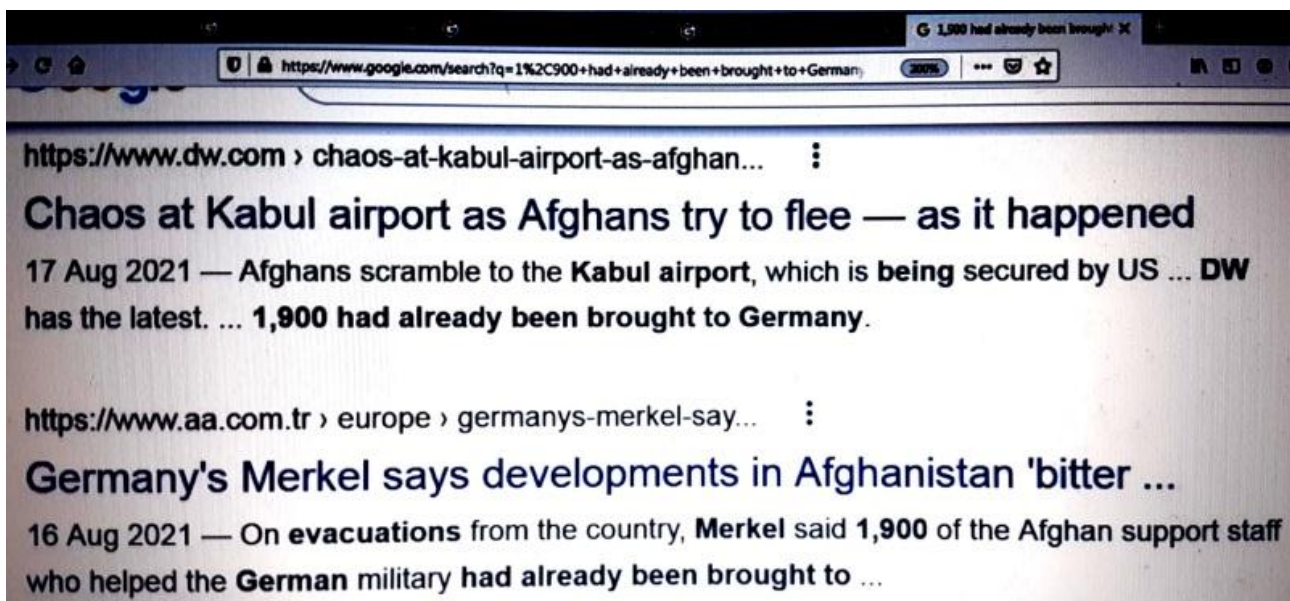 G 1,900 had already been brought
https://www.google.com/search?q=1%2C900+had+already+been+brought+to+German
200%
https://www.dw.com › chaos-at-kabul-airport-as-afghan...
Chaos at Kabul airport as Afghans try to flee — as it happened
17 Aug 2021 — Afghans scramble to the Kabul airport, which is being secured by US ... DW
has the latest. ... 1,900 had already been brought to Germany.
https://www.aa.com.tr › europe › germanys-merkel-say...
Germany's Merkel says developments in Afghanistan 'bitter ...
16 Aug 2021 — On evacuations from the country, Merkel said 1,900 of the Afghan support staff
who helped the German military had already been brought to ...